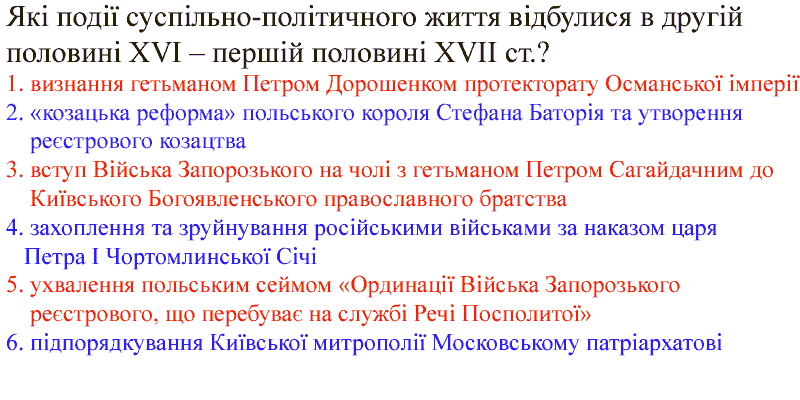 Які події суспільно-політичного життя відбулися в другій
половині XVI – першій половині XVII ст.?
1. визнання гетьманом Петром Дорошенком протекторату Османської імперії
2. «козацька реформа» польського короля Стефана Баторія та утворення
реєстрового козацтва
3. вступ Війська Запорозького на чолі з гетьманом Петром Сагайдачним до
Київського Богоявленського православного братства
4. захоплення та зруйнування російськими військами за наказом царя
Петра І Чортомлинської Січі
5. ухвалення польським сеймом «Ординації Війська Запорозького
реєстрового, що перебуває на службі Речі Посполитої»
6. підпорядкування Київської митрополії Московському патріархатові